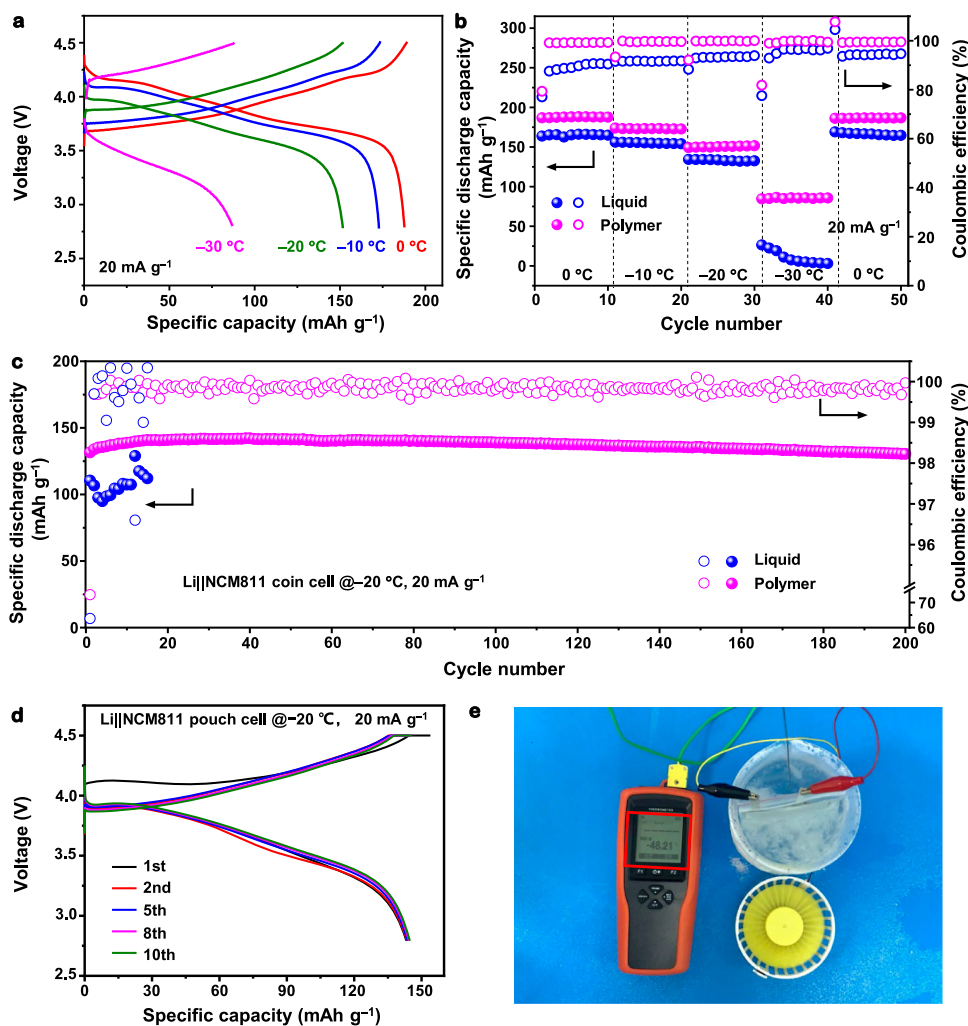 a
Voltage (V)
4.5
4.0
3.5
3.0
2.5
–30 °C
–20 °C
–10 °C
0 °C
20 mA g⁻¹
0
50
100
150
200
Specific capacity (mAh g⁻¹)
b
Specific discharge capacity
(mAh g⁻¹)
300
250
200
150
100
50
0
Liquid
Polymer
20 mA g⁻¹
0 °C
–10 °C
–20 °C
–30 °C
0 °C
0
10
20
30
40
50
Cycle number
100
80
60
40
20
0
Coulombic efficiency (%)
c
Specific discharge capacity
(mAh g⁻¹)
200
150
100
50
0
Li||NCM811 coin cell @–20 °C, 20 mA g⁻¹
Liquid
Polymer
0
20
40
60
80
100
120
140
160
180
200
Cycle number
100
99
98
97
96
70
60
Coulombic efficiency (%)
d
Li||NCM811 pouch cell @–20 ℃, 20 mA g⁻¹
Voltage (V)
4.5
4.0
3.5
3.0
2.5
1st
2nd
5th
8th
10th
0
30
60
90
120
150
Specific capacity (mAh g⁻¹)
e
THERMOMETER
-48.21
F1
F2